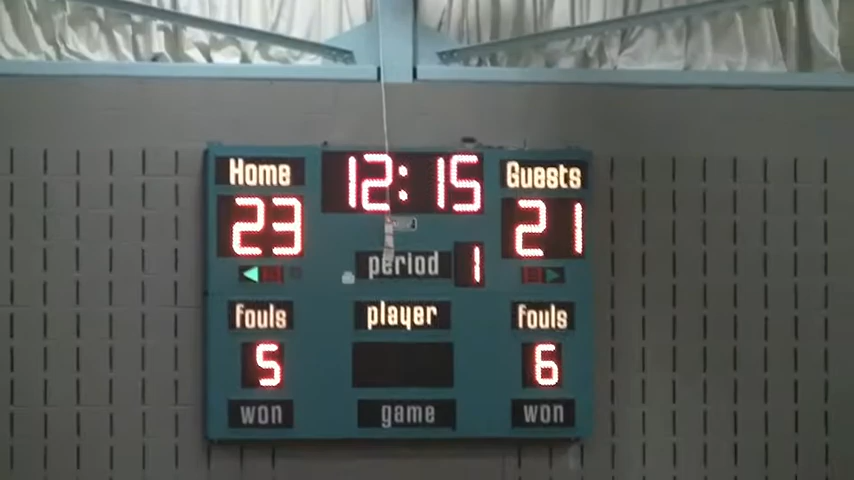 Home 12:15 Guests
23 21
period 1
fouls player fouls
5 6
won game won